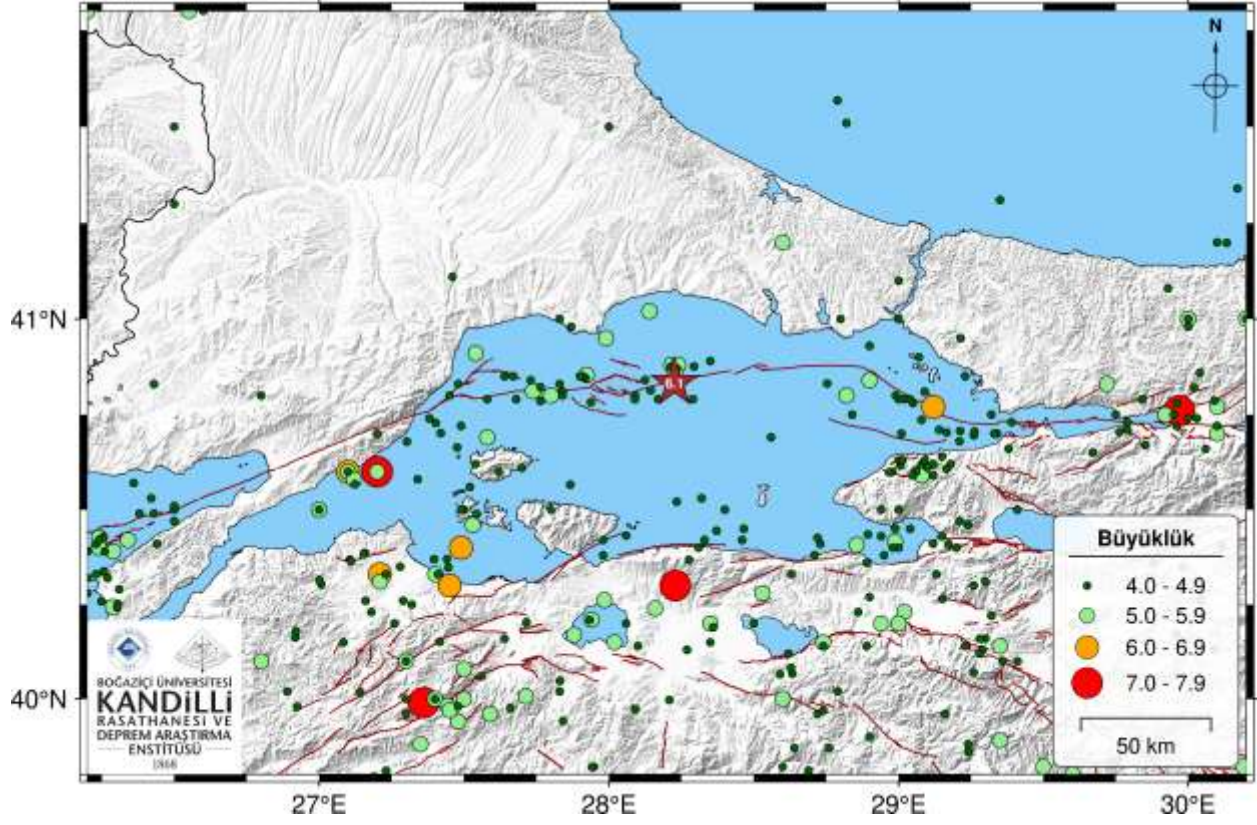 N
41°N
6.1
40°N
Büyüklük
4.0 - 4.9
5.0 - 5.9
6.0 - 6.9
7.0 - 7.9
50 km
BOĞAZİÇİ ÜNİVERSİTESİ
KANDİLLİ
RASATHANESİ VE
DEPREM ARAŞTIRMA
ENSTİTÜSÜ
1868
27°E
28°E
29°E
30°E